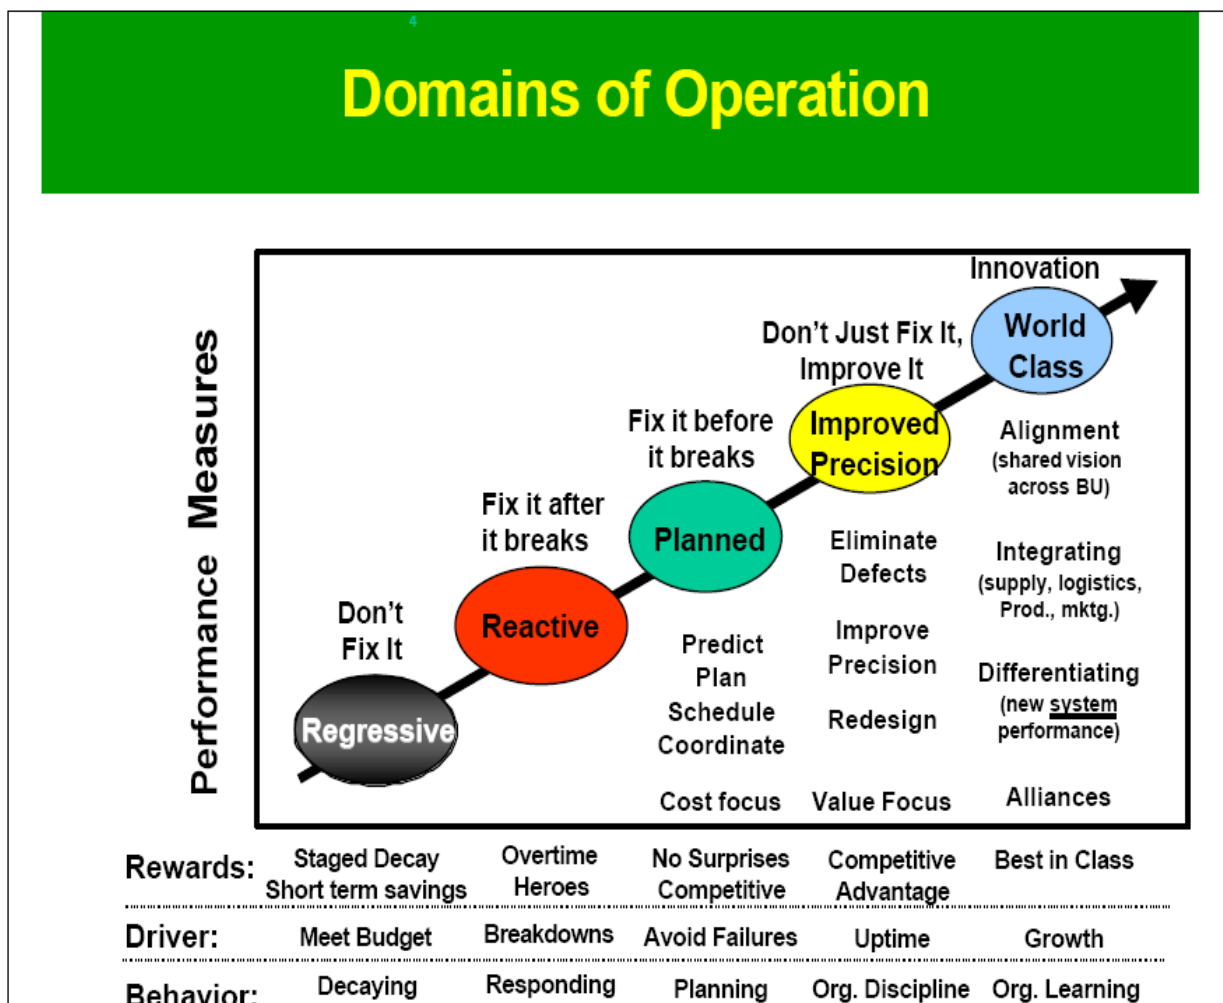 4
Domains of Operation
Performance Measures
Innovation
World
Class
Don't Just Fix It,
Improve It
Improved
Precision
Fix it before
it breaks
Planned
Fix it after
it breaks
Reactive
Don't
Fix It
Regressive
Predict
Plan
Schedule
Coordinate
Cost focus
Eliminate
Defects
Improve
Precision
Redesign
Value Focus
Alignment
(shared vision
across BU)
Integrating
(supply, logistics,
Prod., mktg.)
Differentiating
(new system
performance)
Alliances
Rewards:
Staged Decay
Short term savings
Overtime
Heroes
No Surprises
Competitive
Competitive
Advantage
Best in Class
Driver:
Meet Budget
Breakdowns
Avoid Failures
Uptime
Growth
Behavior:
Decaying
Responding
Planning
Org. Discipline
Org. Learning